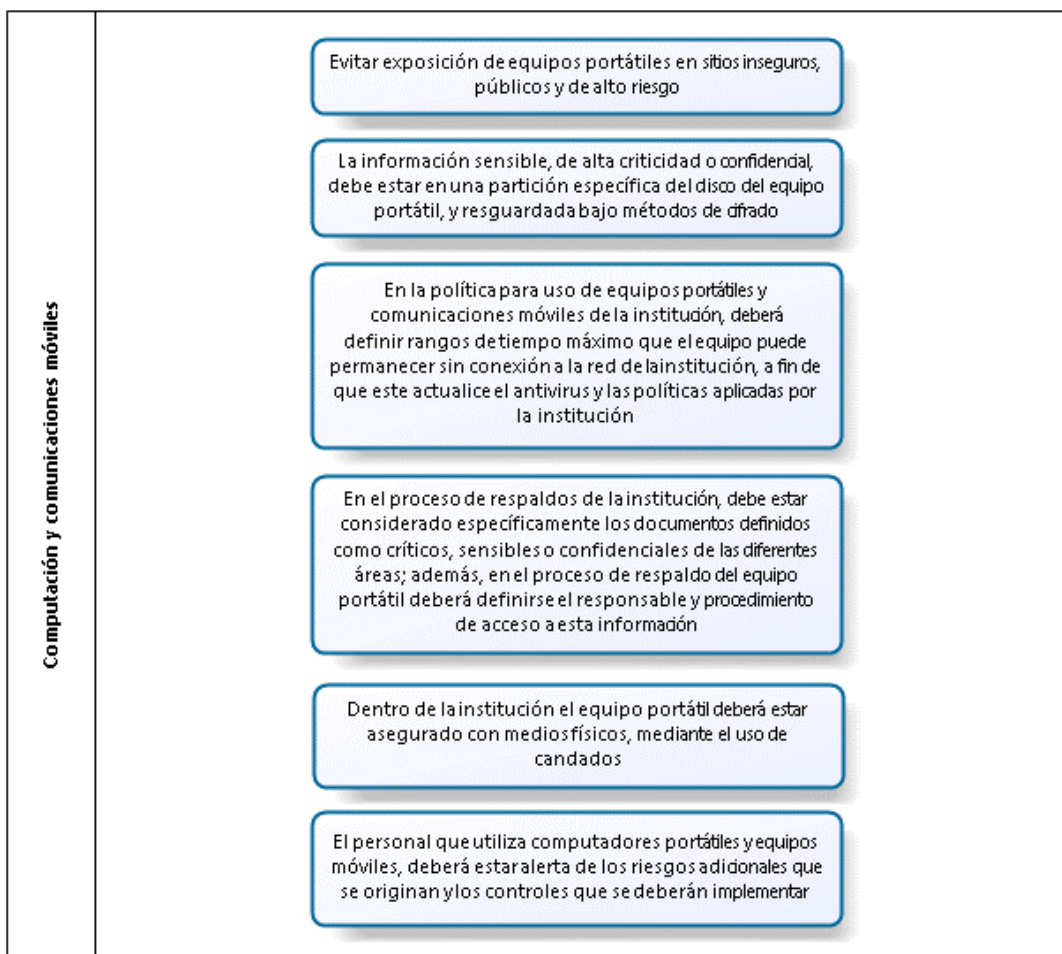 Computación y comunicaciones móviles
Evitar exposición de equipos portátiles en sitios inseguros,
públicos y de alto riesgo
La información sensible, de alta criticidad o confidencial,
debe estar en una partición específica del disco del equipo
portátil, y resguardada bajo métodos de cifrado
En la política para uso de equipos portátiles y
comunicaciones móviles de la institución, deberá
definir rangos de tiempo máximo que el equipo puede
permanecer sin conexión a la red de la institución, a fin de
que este actualice el antivirus y las políticas aplicadas por
la institución
En el proceso de respaldos de la institución, debe estar
considerado específicamente los documentos definidos
como críticos, sensibles o confidenciales de las diferentes
áreas; además, en el proceso de respaldo del equipo
portátil deberá definirse el responsable y procedimiento
de acceso a esta información
Dentro de la institución el equipo portátil deberá estar
asegurado con medios físicos, mediante el uso de
candados
El personal que utiliza computadores portátiles y equipos
móviles, deberá estar alerta de los riesgos adicionales que
se originan y los controles que se deberán implementar